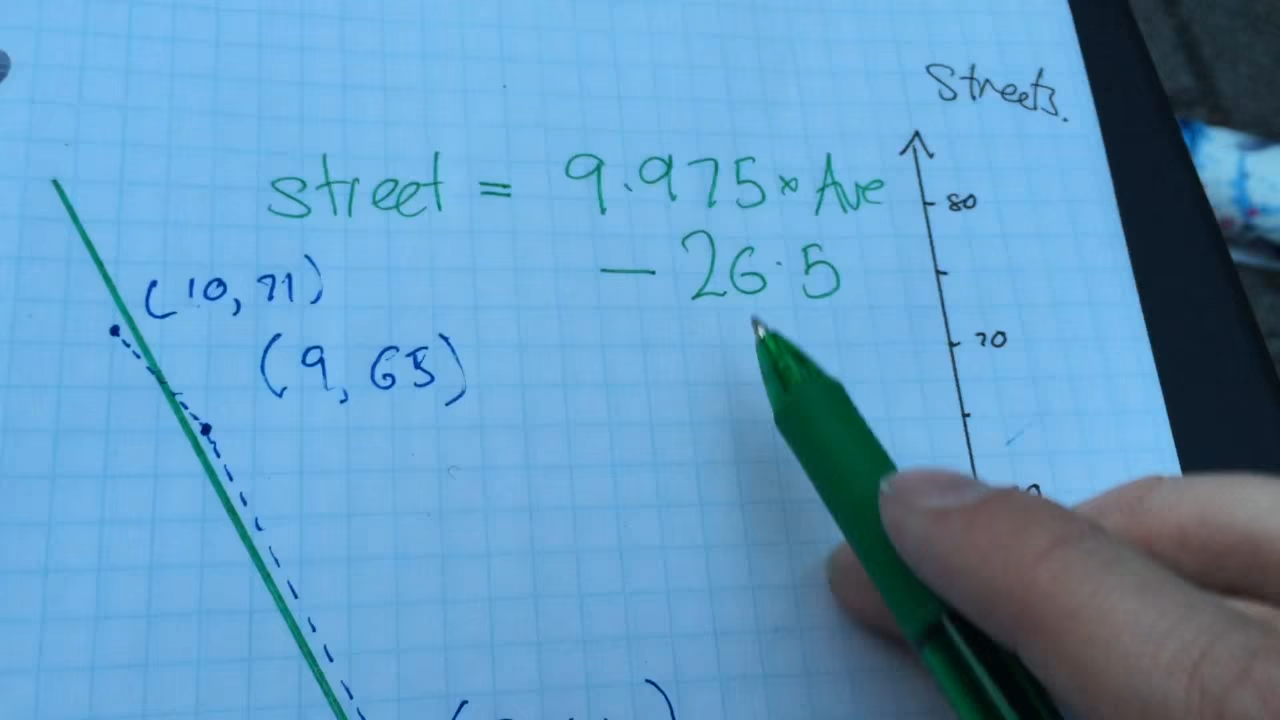 Streets.
street = 9.975 × Ave
- 26.5
80
(10, 71)
70
(9, 65)